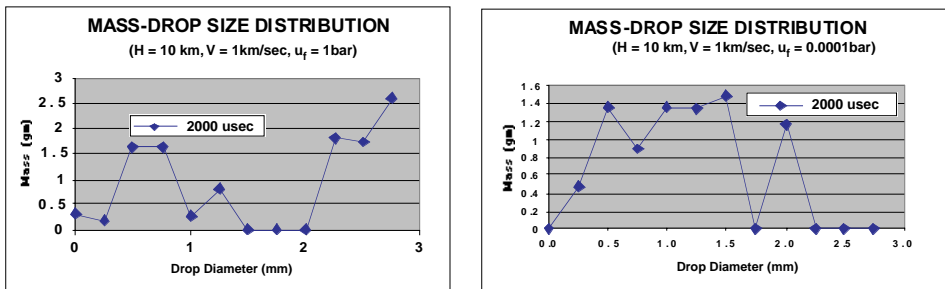 MASS-DROP SIZE DISTRIBUTION
(H = 10 km, V = 1km/sec, uf = 1bar)
3
2.5
2
1.5
1
0.5
0
Mass (gm)
2000 usec
0 1 2 3
Drop Diameter (mm)
MASS-DROP SIZE DISTRIBUTION
(H = 10 km, V = 1km/sec, uf = 0.0001bar)
1.6
1.4
1.2
1
0.8
0.6
0.4
0.2
0
Mass (gm)
2000 usec
0.0 0.5 1.0 1.5 2.0 2.5 3.0
Drop Diameter (mm)